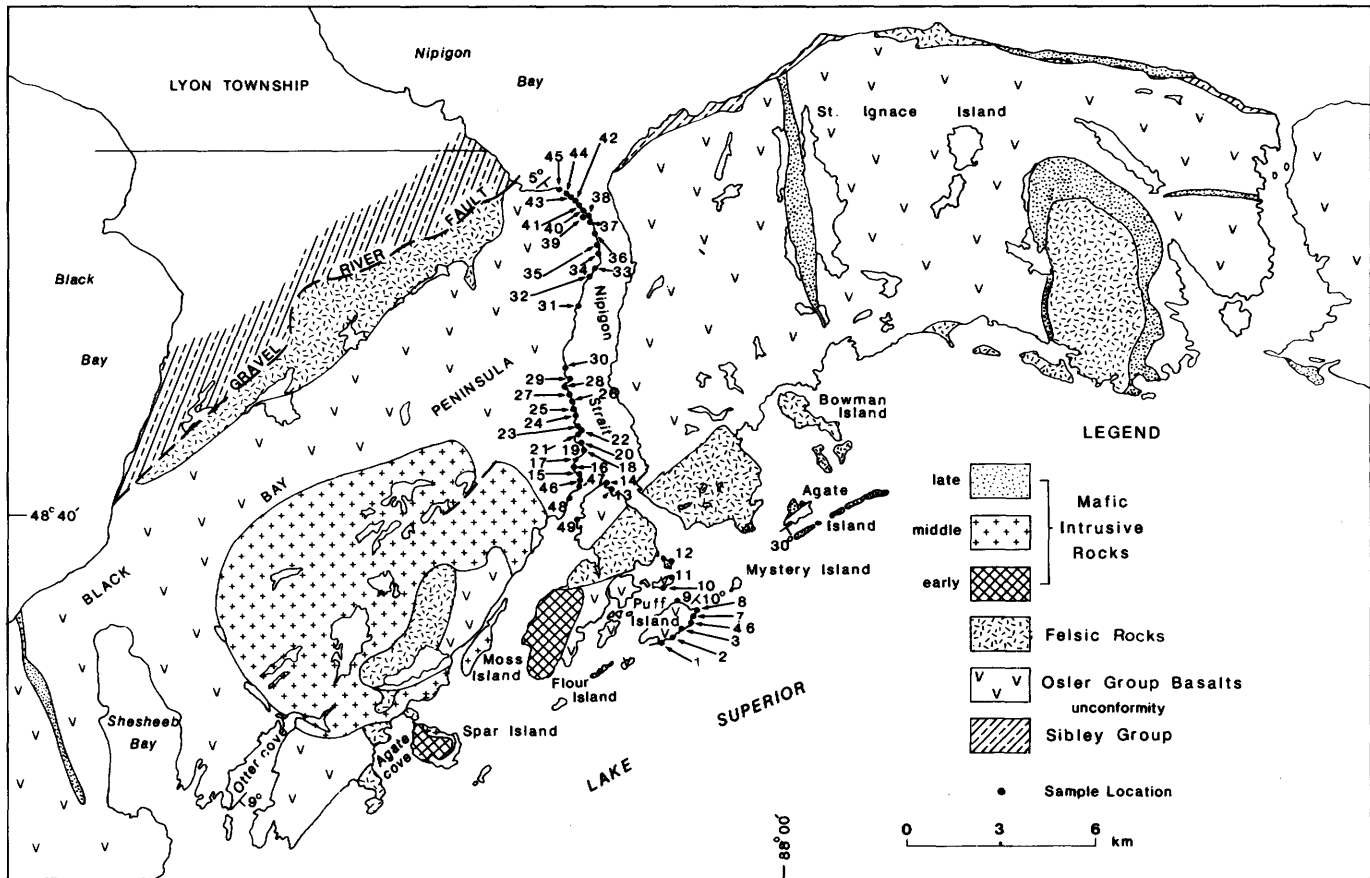 Nipigon
Bay
LYON TOWNSHIP
St. Ignace Island
42
44
45
5°
43
38
41
40
37
39
GRAVEL RIVER FAULT
Black
Bay
36
35
34
33
32
31
Nipigon
Strait
30
29
28
27
26
25
24
23
22
21
20
19
18
17
16
15
47
14
46
13
48
49
BLACK BAY PENINSULA
Bowman
Island
Agate
Island
30
48° 40′
12
Mystery Island
11
10
9
10°
8
7
4 6
3
2
1
Puff
Island
Moss
Island
Flour
Island
Spar Island
Shesheeb
Bay
Otter cove
9°
Agate
cove
LAKE SUPERIOR
88° 00′
LEGEND
late
middle
early
Mafic
Intrusive
Rocks
Felsic Rocks
Osler Group Basalts
unconformity
Sibley Group
Sample Location
0 3 6
km